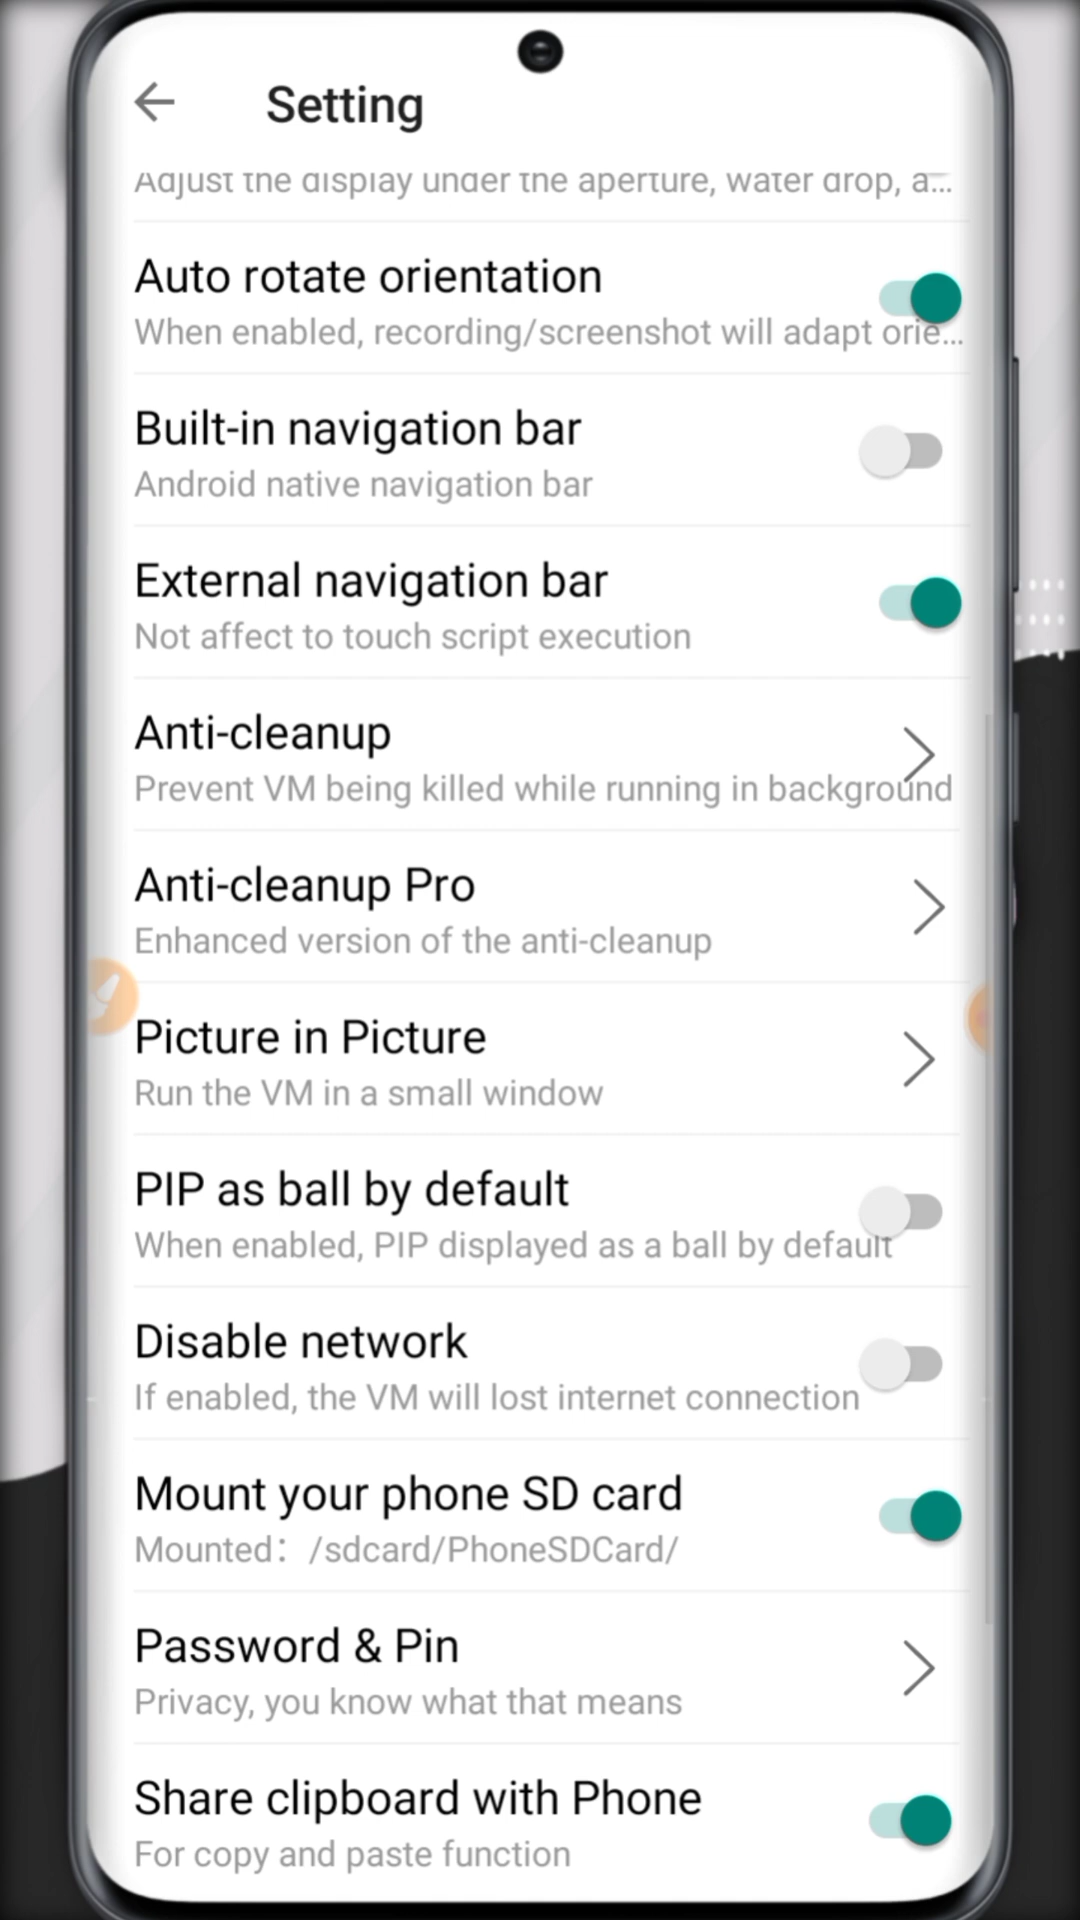 Setting
Adjust the display under the aperture, water drop, a...
Auto rotate orientation
When enabled, recording/screenshot will adapt orie...
Built-in navigation bar
Android native navigation bar
External navigation bar
Not affect to touch script execution
Anti-cleanup
Prevent VM being killed while running in background
Anti-cleanup Pro
Enhanced version of the anti-cleanup
Picture in Picture
Run the VM in a small window
PIP as ball by default
When enabled, PIP displayed as a ball by default
Disable network
If enabled, the VM will lost internet connection
Mount your phone SD card
Mounted： /sdcard/PhoneSDCard/
Password & Pin
Privacy, you know what that means
Share clipboard with Phone
For copy and paste function